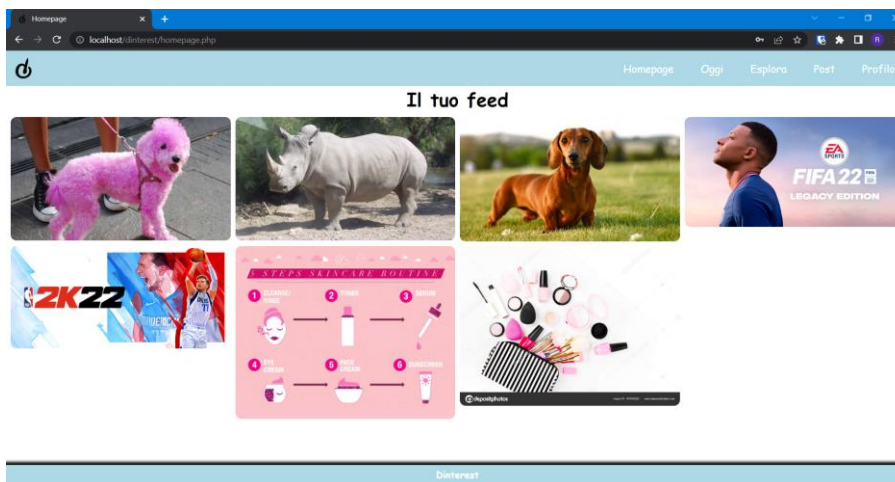 Homepage
localhost/dinterest/homepage.php
R
Homepage Oggi Esplora Post Profilo
Il tuo feed
EA
SPORTS
FIFA 22
LEGACY EDITION
2K22
77
5 STEPS SKINCARE ROUTINE
1 CLEANSE/
RINSE
2 TONER
3 SERUM
4 EYE
CREAM
5 FACE
CREAM
6 SUNSCREEN
depositphotos
Dinterest